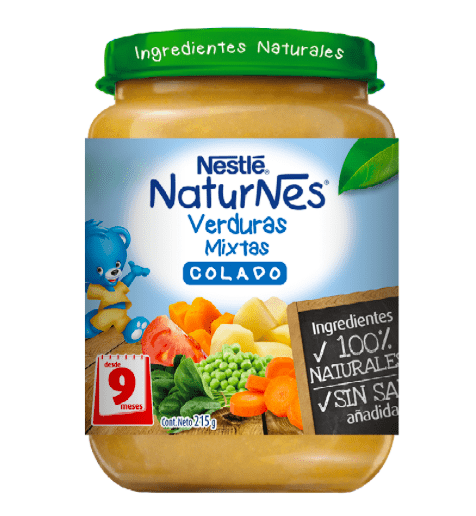 Ingredientes Naturales
Nestlé®
NaturNes®
Verduras
Mixtas
COLADO
Ingredientes
✓ 100%
NATURALES
✓ SIN SA
añadida
desde
9
meses
Cont. Neto 215 g